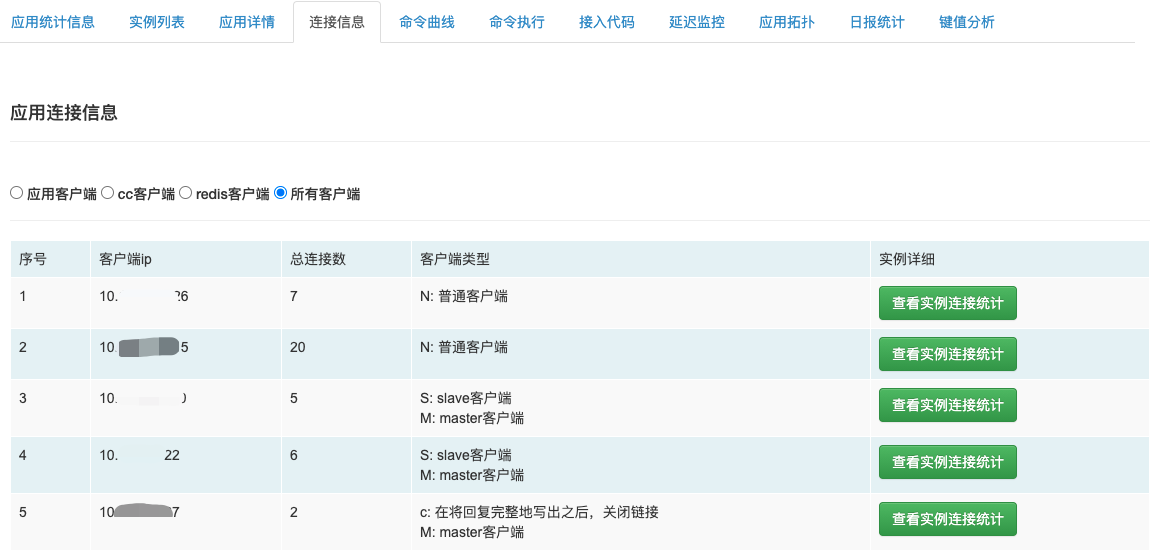 应用统计信息 实例列表 应用详情 连接信息 命令曲线 命令执行 接入代码 延迟监控 应用拓扑 日报统计 键值分析
应用连接信息
应用客户端 cc客户端 redis客户端 所有客户端
序号 客户端ip 总连接数 客户端类型 实例详细
1 10. 26 7 N: 普通客户端 查看实例连接统计
2 10 5 20 N: 普通客户端 查看实例连接统计
3 10. 5 S: slave客户端 查看实例连接统计
M: master客户端
4 10. 22 6 S: slave客户端 查看实例连接统计
M: master客户端
5 10 7 2 c: 在将回复完整地写出之后，关闭链接 查看实例连接统计
M: master客户端